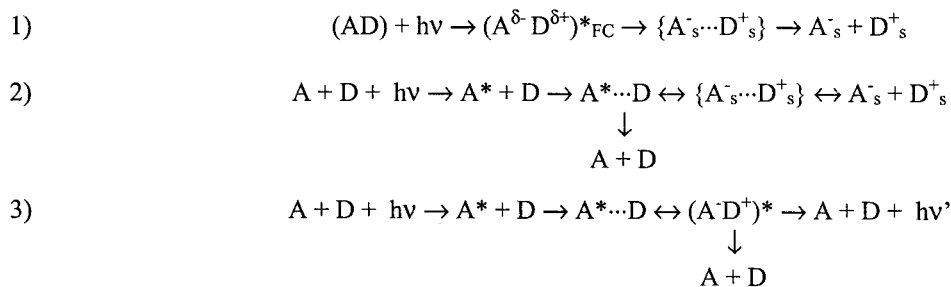 1) (AD) + hν → (A^δ- D^δ+)*_FC → {A^-_s···D^+_s} → A^-_s + D^+_s
2) A + D + hν → A* + D → A*···D ↔ {A^-_s···D^+_s} ↔ A^-_s + D^+_s
↓
A + D
3) A + D + hν → A* + D → A*···D ↔ (A^-D^+)* → A + D + hν'
↓
A + D